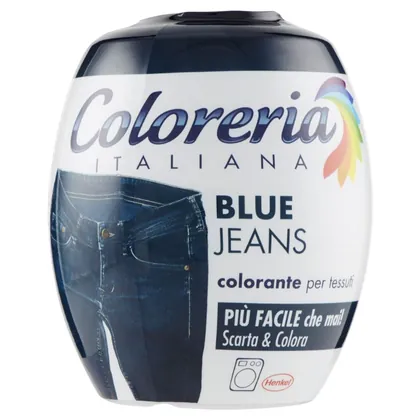 Coloreria
ITALIANA
BLUE
JEANS
colorante per tessuti
PIÙ FACILE che mai!
Scarta & Colora
Henkel